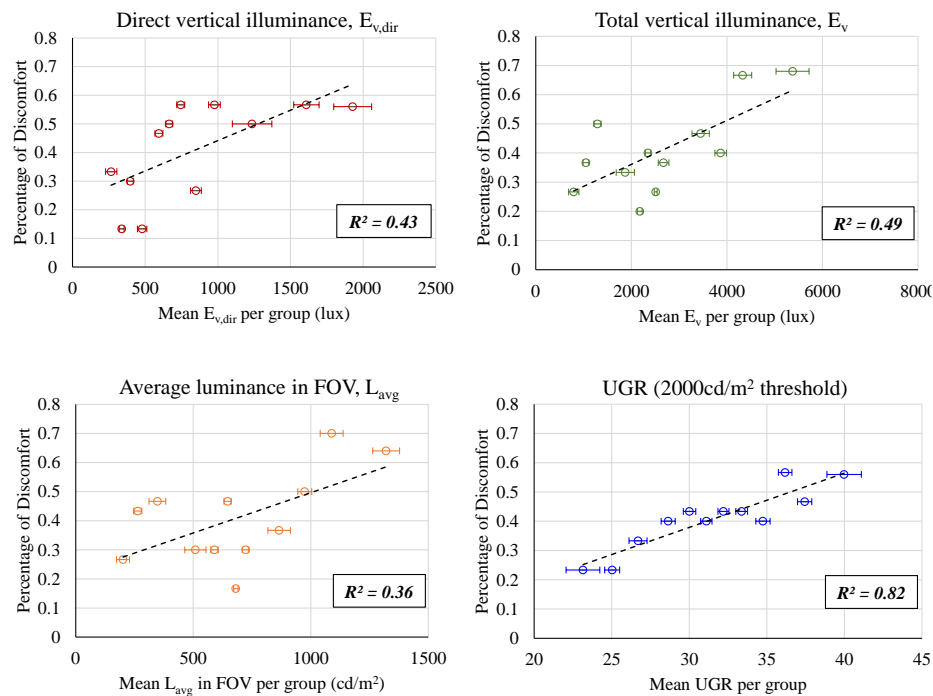 Direct vertical illuminance, E_v,dir
Percentage of Discomfort
0.8
0.7
0.6
0.5
0.4
0.3
0.2
0.1
0
R² = 0.43
0 500 1000 1500 2000 2500
Mean E_v,dir per group (lux)
Total vertical illuminance, E_v
Percentage of Discomfort
0.8
0.7
0.6
0.5
0.4
0.3
0.2
0.1
0
R² = 0.49
0 2000 4000 6000 8000
Mean E_v per group (lux)
Average luminance in FOV, L_avg
Percentage of Discomfort
0.8
0.7
0.6
0.5
0.4
0.3
0.2
0.1
0
R² = 0.36
0 500 1000 1500
Mean L_avg in FOV per group (cd/m²)
UGR (2000cd/m² threshold)
Percentage of Discomfort
0.8
0.7
0.6
0.5
0.4
0.3
0.2
0.1
0
R² = 0.82
20 25 30 35 40 45
Mean UGR per group